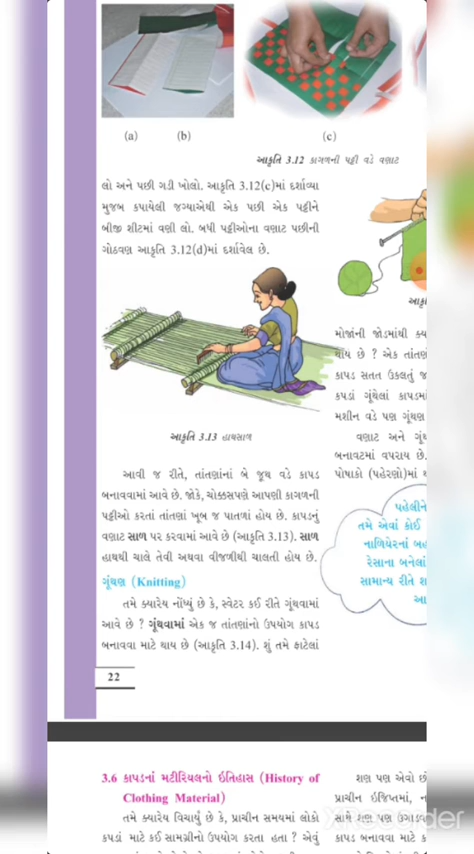 (a) (b) (c)
આકૃતિ 3.12 કાગળની પટ્ટી વડે વણાટ
લો અને પછી ગડી ખોલો. આકૃતિ 3.12(c)માં દર્શાવ્યા
મુજબ કપાયેલી જગ્યાએથી એક પછી એક પટ્ટીને
બીજી શીટમાં વણી લો. બધી પટ્ટીઓના વણાટ પછીની
ગોઠવણ આકૃતિ 3.12(d)માં દર્શાવેલ છે.
આકૃતિ 3.13 હાથસાળ
આવી જ રીતે, તાંતણાંનાં બે જૂથ વડે કાપડ
બનાવવામાં આવે છે. જોકે, ચોક્કસપણે આપણી કાગળની
પટ્ટીઓ કરતાં તાંતણાં ખૂબ જ પાતળાં હોય છે. કાપડનું
વણાટ સાળ પર કરવામાં આવે છે (આકૃતિ 3.13). સાળ
હાથથી ચાલે તેવી અથવા વીજળીથી ચાલતી હોય છે.
ગૂંથણ (Knitting)
તમે ક્યારેય નોંધ્યું છે કે, સ્વેટર કઈ રીતે ગૂંથવામાં
આવે છે ? ગૂંથવામાં એક જ તાંતણાંનો ઉપયોગ કાપડ
બનાવવા માટે થાય છે (આકૃતિ 3.14). શું તમે ફાટેલાં
22
મોજાંની જોડમાંથી
થાય છે ? એક
કાપડ સતત ઉકલતું
કપડાં ગૂંથેલાં
મશીન વડે પણ ગૂંથણ
વણાટ અને
બનાવટમાં વપરાય છે.
પોષાકો (પહેરણો)માં
પહેલીને
તમે એવાં કોઈ
નાળિયેરનાં
રેસાના બનેલાં
સામાન્ય રીતે
3.6 કાપડનાં મટીરિયલનો ઇતિહાસ (History of
Clothing Material)
તમે ક્યારેય વિચાર્યું છે કે, પ્રાચીન સમયમાં લોકો
કપડાં માટે કઈ સામગ્રીનો ઉપયોગ કરતા હતા ? એવું
શણ પણ એવો
પ્રાચીન ઇજિપ્તમાં,
સાથે શણ પણ
કાપડ બનાવવા માટે
XRecorder